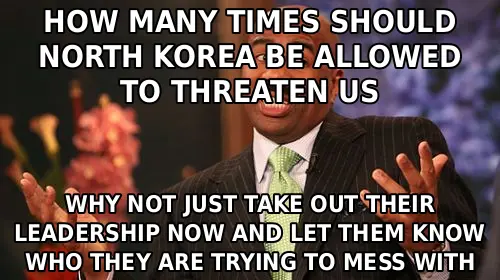 HOW MANY TIMES SHOULD
NORTH KOREA BE ALLOWED
TO THREATEN US
WHY NOT JUST TAKE OUT THEIR
LEADERSHIP NOW AND LET THEM KNOW
WHO THEY ARE TRYING TO MESS WITH